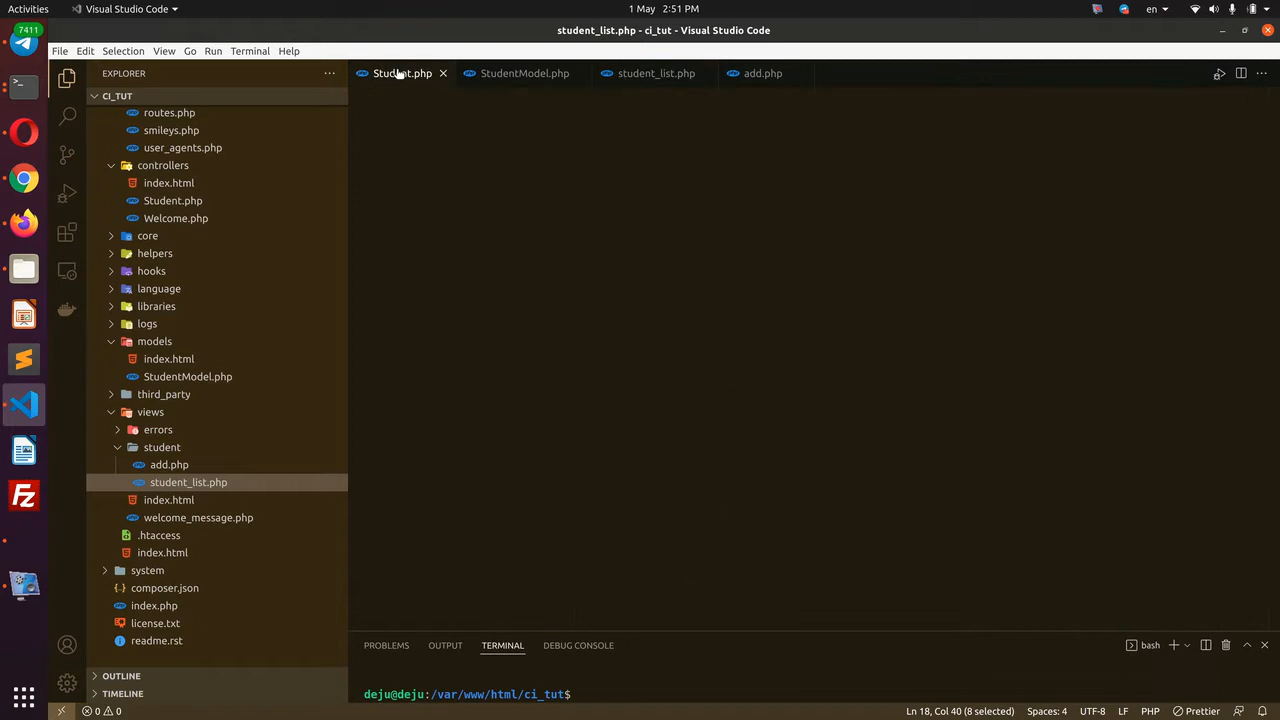 Activities
Visual Studio Code
1 May 2:51 PM
en
7411
student_list.php - ci_tut - Visual Studio Code
File Edit Selection View Go Run Terminal Help
EXPLORER
Student.php
StudentModel.php
student_list.php
add.php
CI_TUT
routes.php
smileys.php
user_agents.php
controllers
index.html
Student.php
Welcome.php
core
helpers
hooks
language
libraries
logs
models
index.html
StudentModel.php
third_party
views
errors
student
add.php
student_list.php
index.html
welcome_message.php
.htaccess
index.html
system
composer.json
index.php
license.txt
readme.rst
OUTLINE
TIMELINE
PROBLEMS OUTPUT TERMINAL DEBUG CONSOLE
bash
deju@deju:/var/www/html/ci_tut$
0 0
Ln 18, Col 40 (8 selected) Spaces: 4 UTF-8 LF PHP Prettier